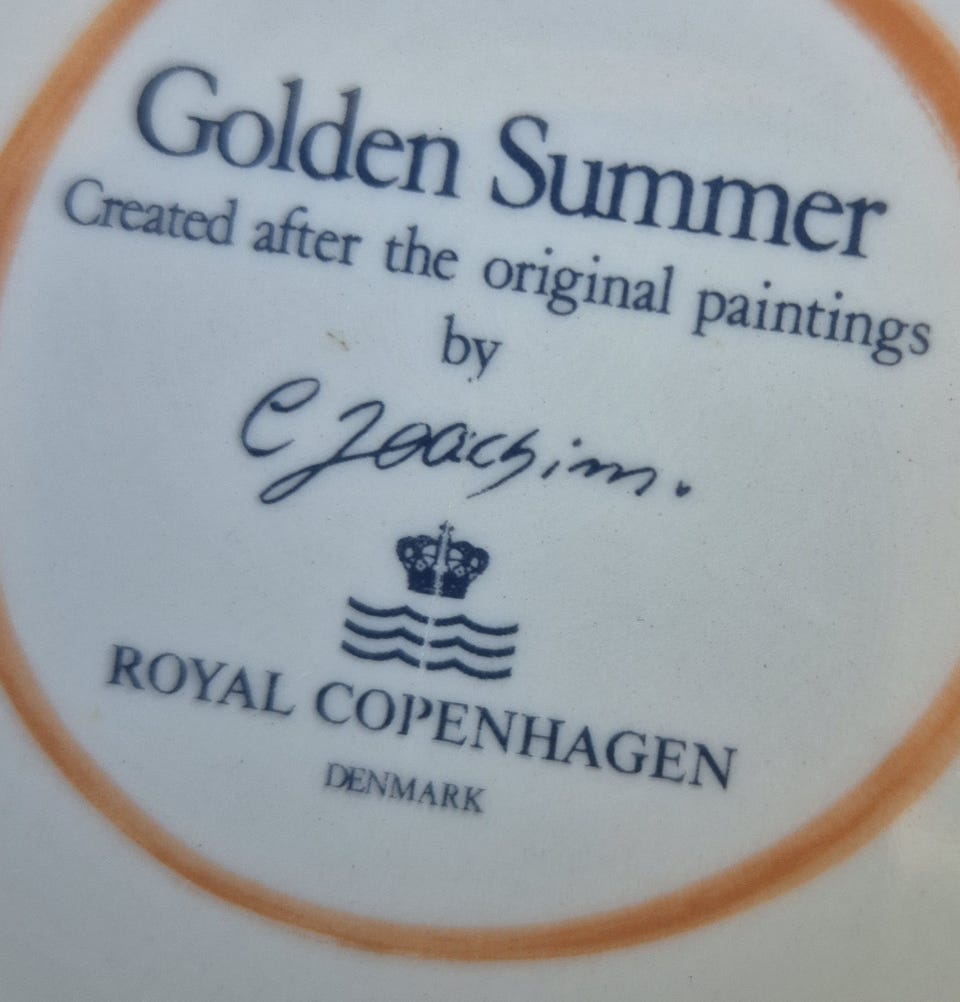 Golden Summer
Created after the original paintings
by
C Joachim.
ROYAL COPENHAGEN
DENMARK